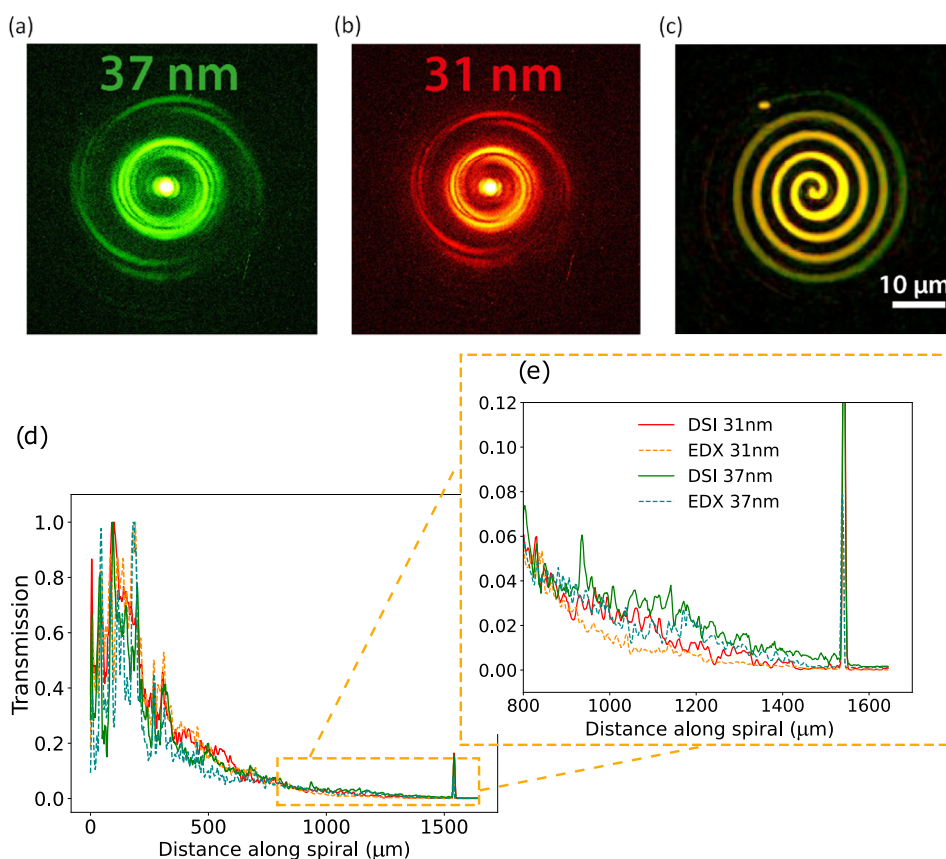 (a)
(b)
(c)
37 nm
31 nm
10 μm
(d)
Transmission
1.0
0.8
0.6
0.4
0.2
0.0
0
500
1000
1500
Distance along spiral (μm)
(e)
0.12
0.10
0.08
0.06
0.04
0.02
0.00
DSI 31nm
EDX 31nm
DSI 37nm
EDX 37nm
800
1000
1200
1400
1600
Distance along spiral (μm)